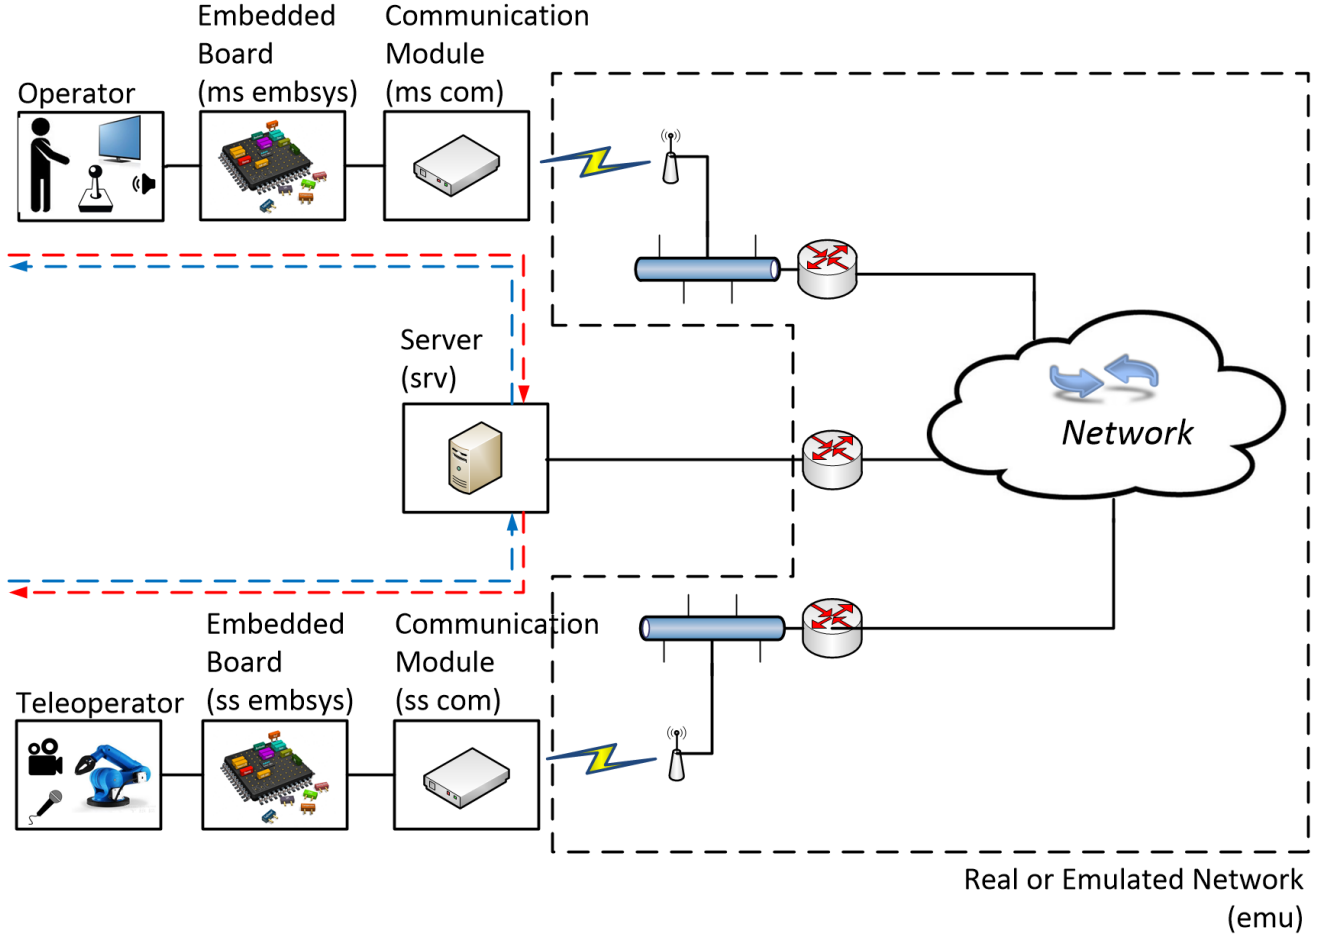 Embedded
Board
(ms embsys)
Communication
Module
(ms com)
Operator
Server
(srv)
Network
Embedded
Board
(ss embsys)
Communication
Module
(ss com)
Teleoperator
Real or Emulated Network
(emu)